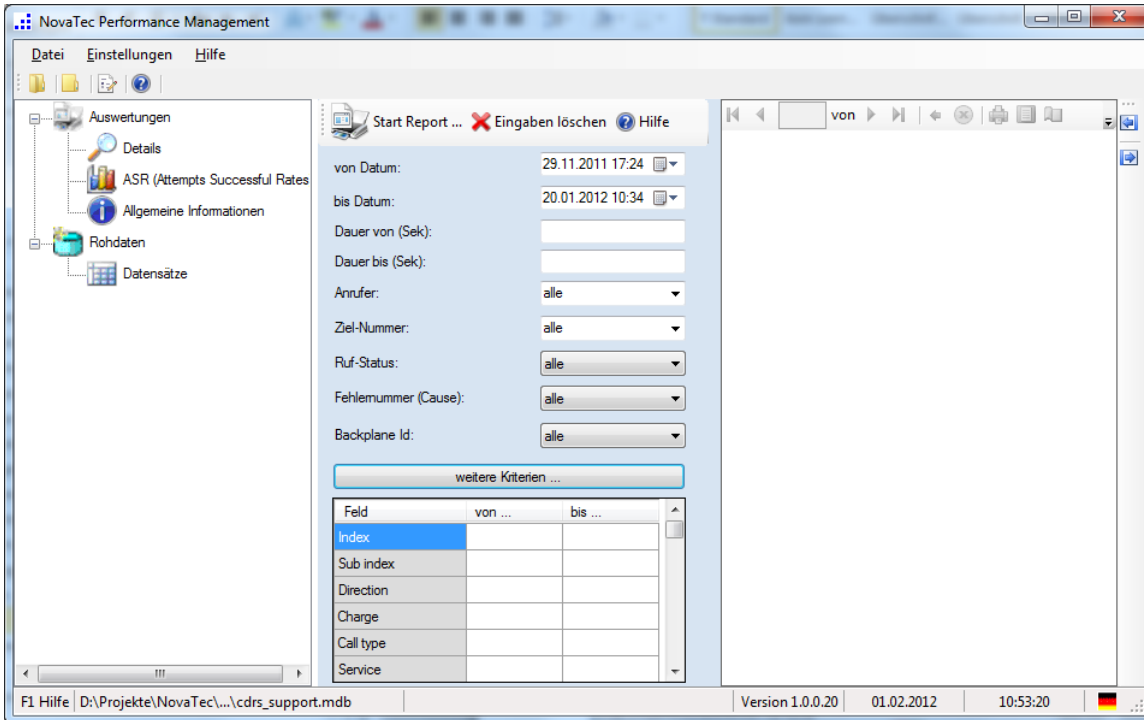 NovaTec Performance Management
Datei Einstellungen Hilfe
Auswertungen
Details
ASR (Attempts Successful Rates
Allgemeine Informationen
Rohdaten
Datensätze
Start Report ... Eingaben löschen Hilfe
von Datum: 29.11.2011 17:24
bis Datum: 20.01.2012 10:34
Dauer von (Sek):
Dauer bis (Sek):
Anrufer: alle
Ziel-Nummer: alle
Ruf-Status: alle
Fehlernummer (Cause): alle
Backplane Id: alle
weitere Kriterien ...
Feld von ... bis ...
Index
Sub index
Direction
Charge
Call type
Service
von
F1 Hilfe D:\Projekte\NovaTec\...\cdrs_support.mdb Version 1.0.0.20 01.02.2012 10:53:20